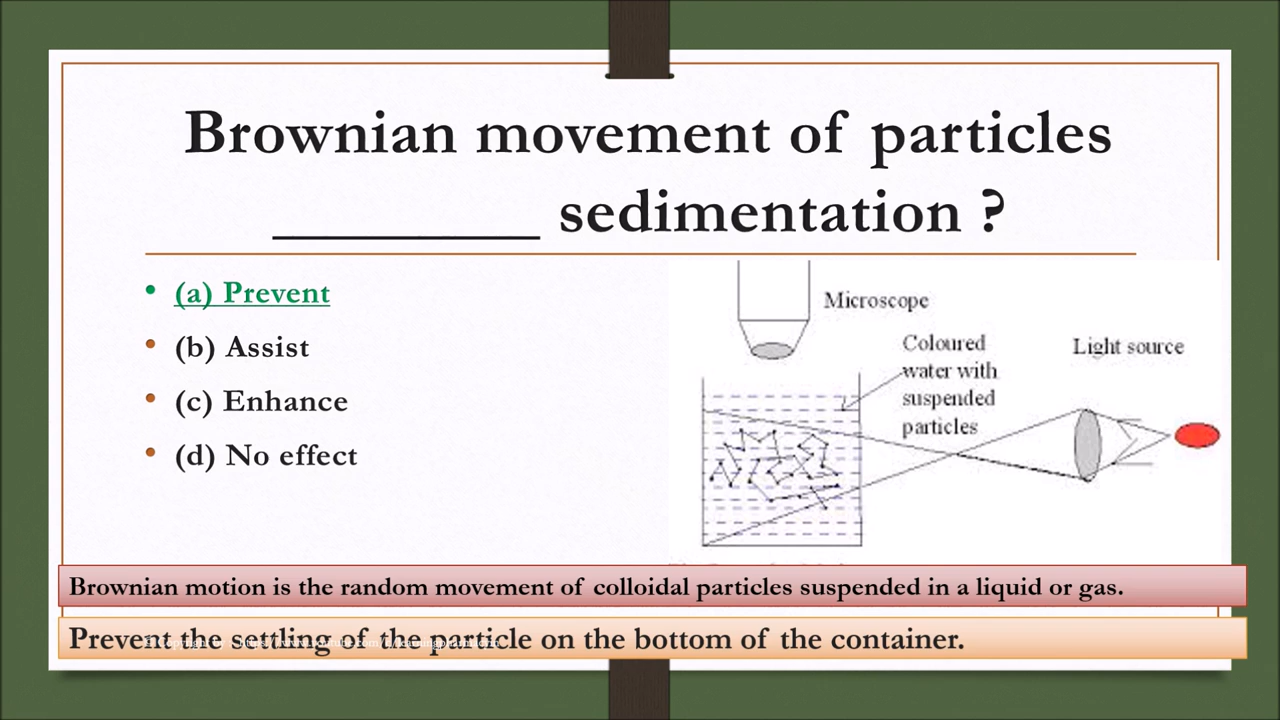 Brownian movement of particles
_________ sedimentation ?
• (a) Prevent
• (b) Assist
• (c) Enhance
• (d) No effect
Microscope
Coloured
water with
suspended
particles
Light source
Brownian motion is the random movement of colloidal particles suspended in a liquid or gas.
Prevent the settling of the particle on the bottom of the container.